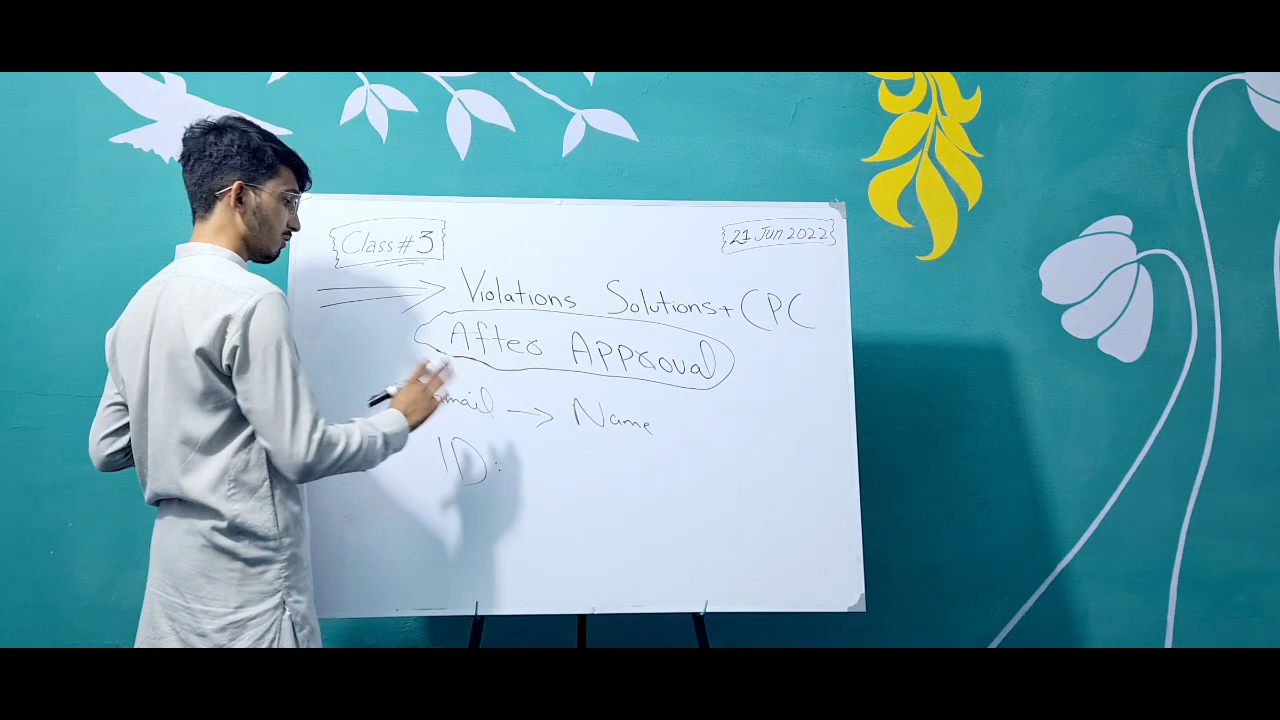 Class # 3
21 Jun 2022
Violations Solutions + CPC
After Approval
→ Name
ID: